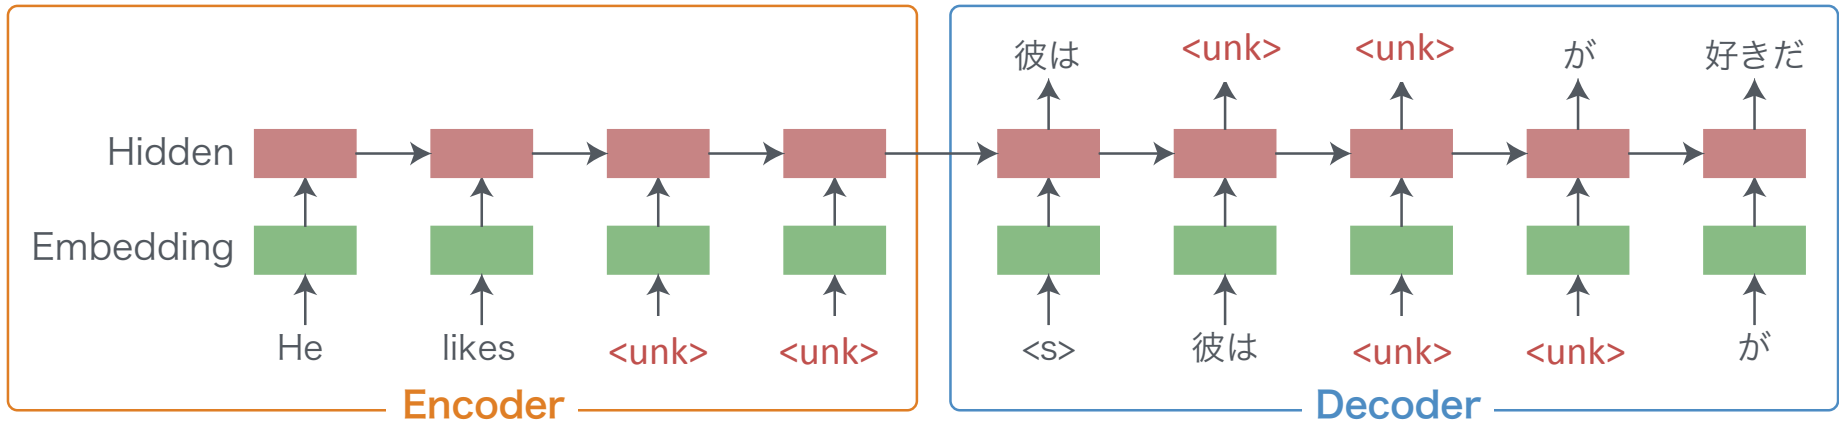 彼は <unk> <unk> が 好きだ
Hidden
Embedding
He likes <unk> <unk> <s> 彼は <unk> <unk> が
Encoder Decoder